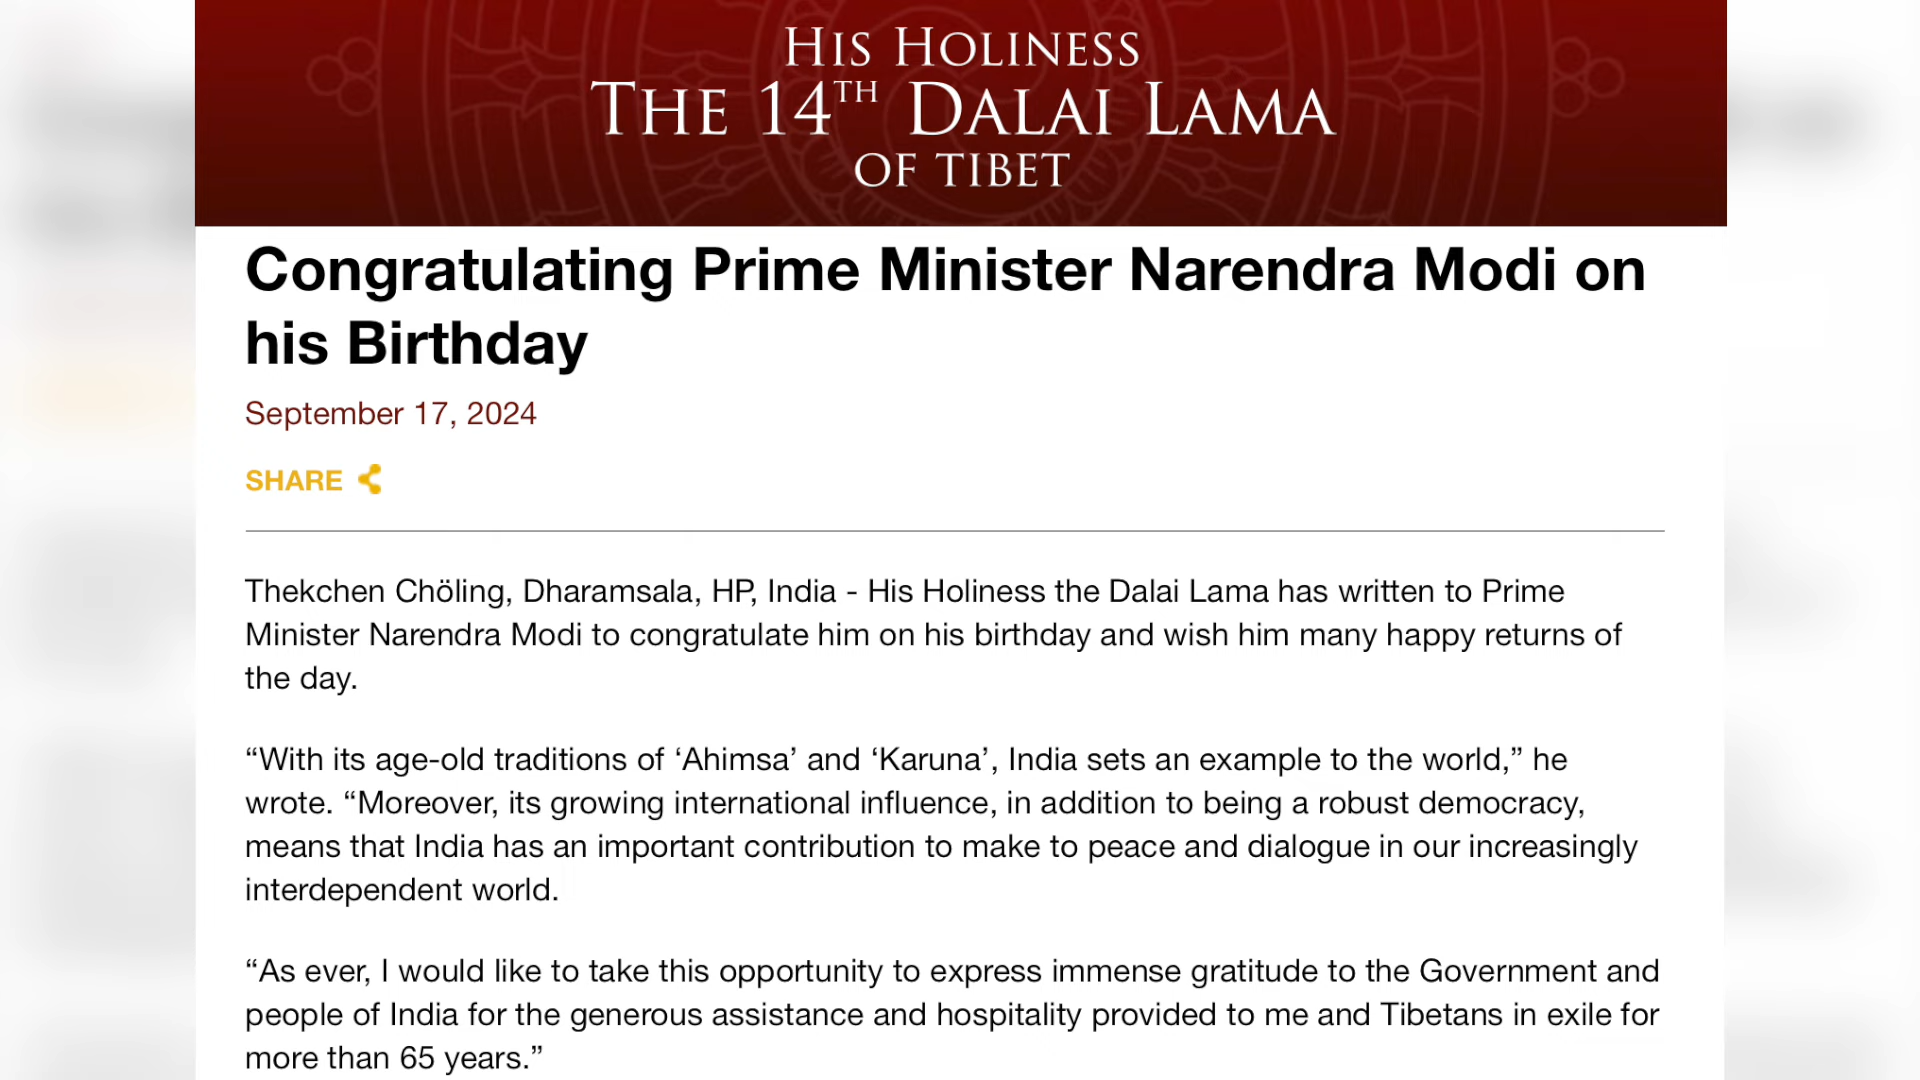 HIS HOLINESS
THE 14TH DALAI LAMA
OF TIBET
Congratulating Prime Minister Narendra Modi on
his Birthday
September 17, 2024
SHARE
Thekchen Chöling, Dharamsala, HP, India - His Holiness the Dalai Lama has written to Prime
Minister Narendra Modi to congratulate him on his birthday and wish him many happy returns of
the day.
“With its age-old traditions of ‘Ahimsa’ and ‘Karuna’, India sets an example to the world,” he
wrote. “Moreover, its growing international influence, in addition to being a robust democracy,
means that India has an important contribution to make to peace and dialogue in our increasingly
interdependent world.
“As ever, I would like to take this opportunity to express immense gratitude to the Government and
people of India for the generous assistance and hospitality provided to me and Tibetans in exile for
more than 65 years.”